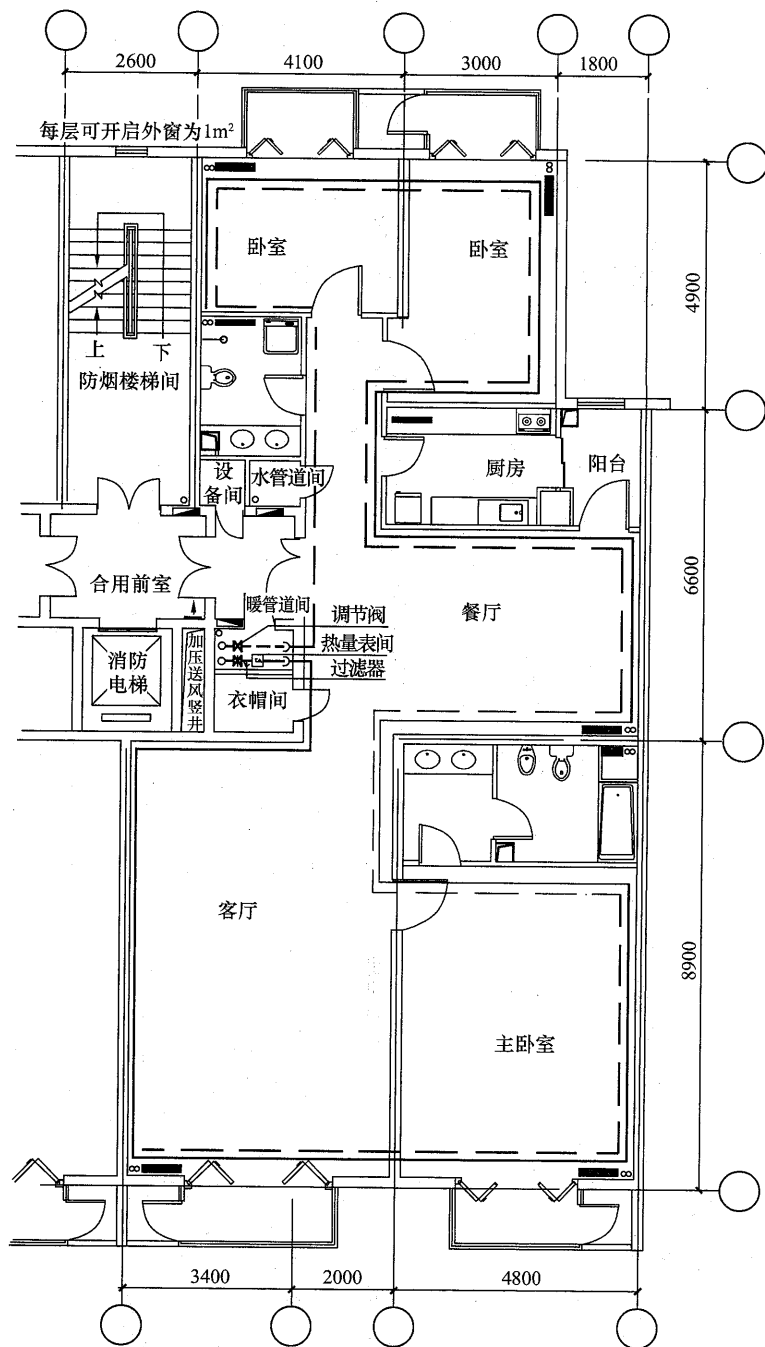 2600
4100
3000
1800
每层可开启外窗为1m²
卧室
卧室
4900
上
下
防烟楼梯间
设备间
水管道间
厨房
阳台
合用前室
暖管道间
调节阀
热量表间
过滤器
餐厅
6600
消防电梯
加压送风竖井
衣帽间
客厅
主卧室
8900
3400
2000
4800